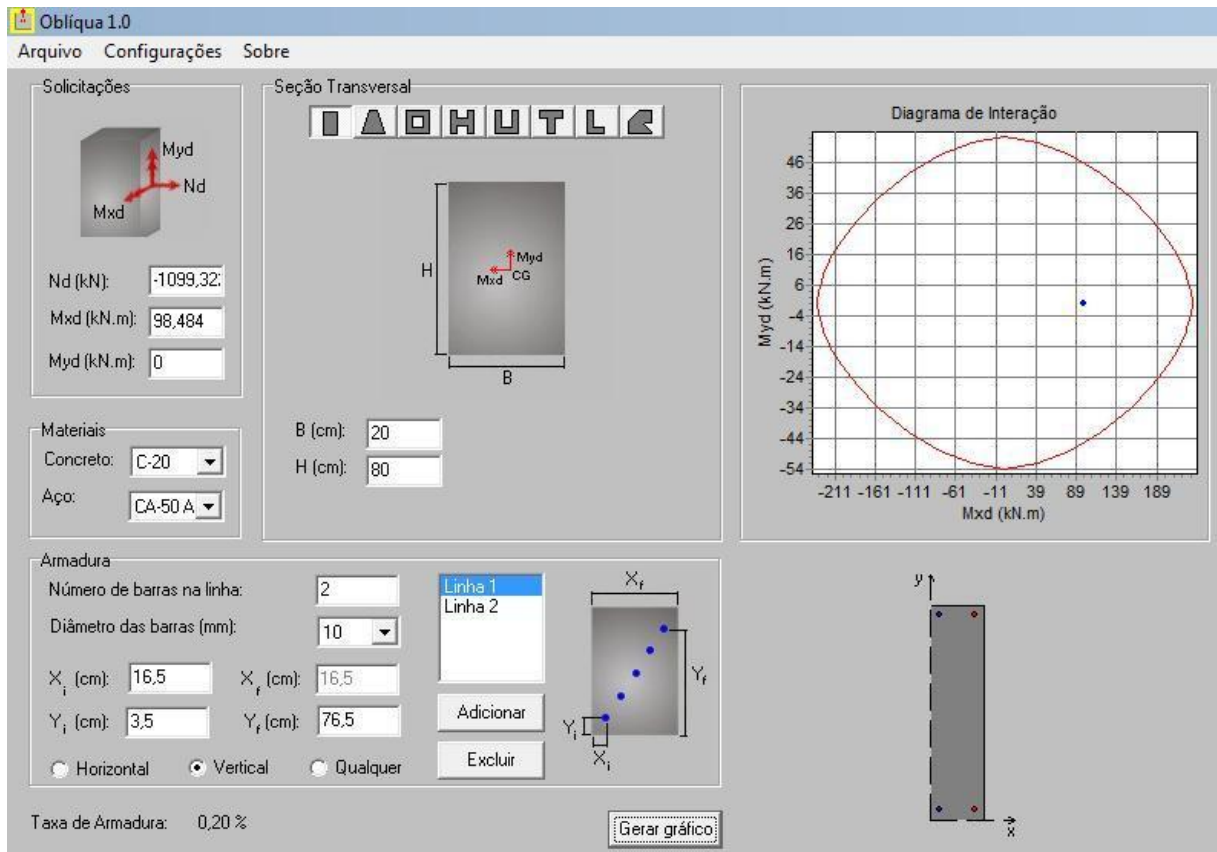 Oblíqua 1.0
Arquivo Configurações Sobre
Solicitações
Myd
Nd
Mxd
Nd (kN): -1099,322
Mxd (kN.m): 98,484
Myd (kN.m): 0
Materiais
Concreto: C-20
Aço: CA-50 A
Seção Transversal
H
Myd
Mxd CG
B
B (cm): 20
H (cm): 80
Diagrama de Interação
Myd (kN.m)
46
36
26
16
6
-4
-14
-24
-34
-44
-54
-211 -161 -111 -61 -11 39 89 139 189
Mxd (kN.m)
Armadura
Número de barras na linha: 2
Diâmetro das barras (mm): 10
Xi (cm): 16,5 Xf (cm): 16,5
Yi (cm): 3,5 Yf (cm): 76,5
Horizontal Vertical Qualquer
Linha 1
Linha 2
Adicionar
Excluir
Xf
Yf
Yi
Xi
Taxa de Armadura: 0,20 %
Gerar gráfico
y
x